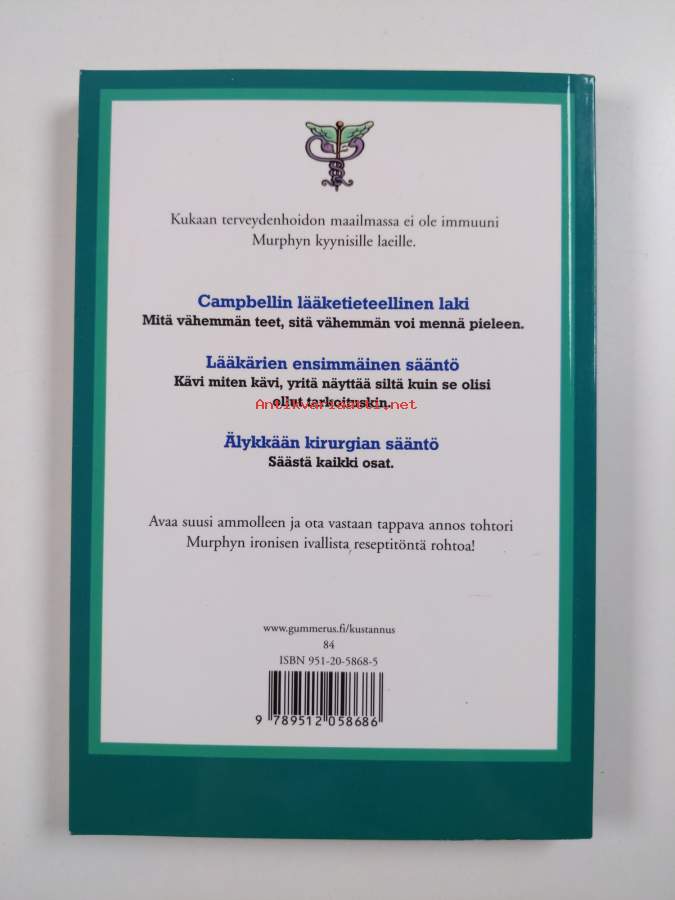 Kukaan terveydenhoidon maailmassa ei ole immuuni
Murphyn kyynisille laeille.
Campbellin lääketieteellinen laki
Mitä vähemmän teet, sitä vähemmän voi mennä pieleen.
Lääkärien ensimmäinen sääntö
Kävi miten kävi, yritä näyttää siltä kuin se olisi
ollut tarkoituskin.
Antikvariaatti.net
Älykkään kirurgian sääntö
Säästä kaikki osat.
Avaa suusi ammolleen ja ota vastaan tappava annos tohtori
Murphyn ironisen ivallista reseptitöntä rohtoa!
www.gummerus.fi/kustannus
84
ISBN 951-20-5868-5
9 789512 058686